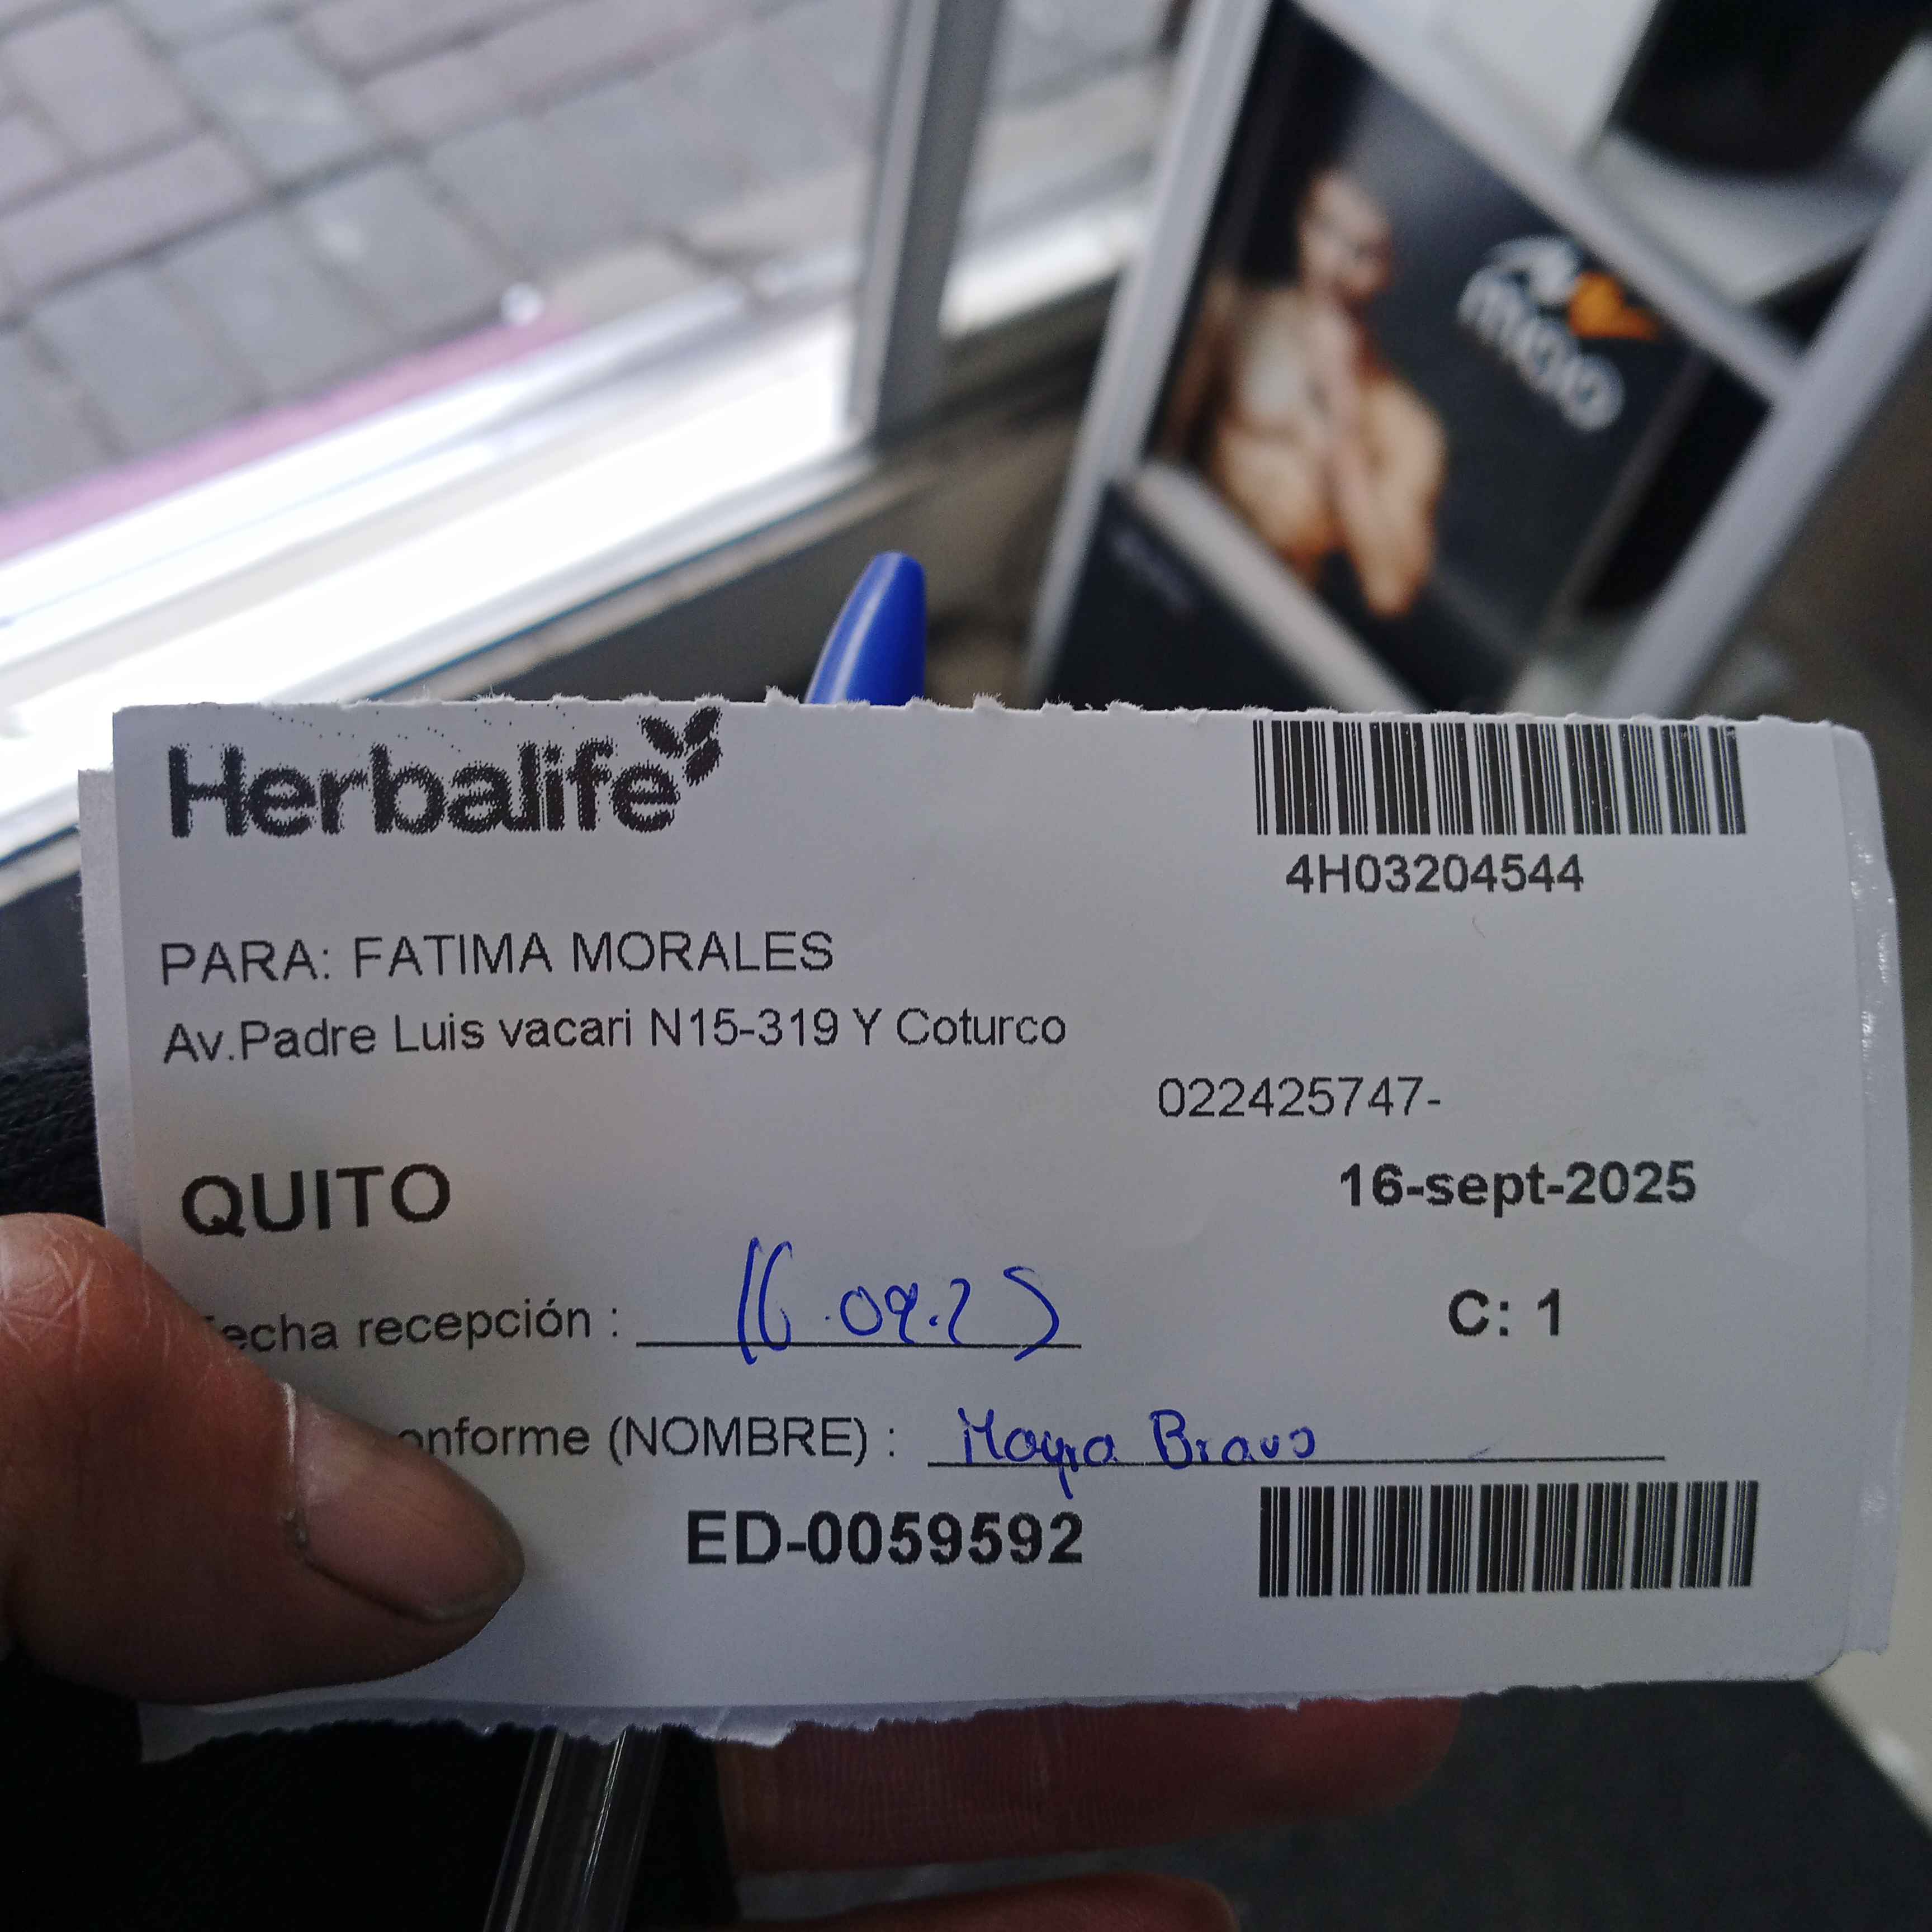 Herbalife
4H03204544
PARA: FATIMA MORALES
Av.Padre Luis vacari N15-319 Y Coturco
022425747-
QUITO
16-sept-2025
echa recepción : 16.09.25
C: 1
onforme (NOMBRE) : Mayra Bravo
ED-0059592